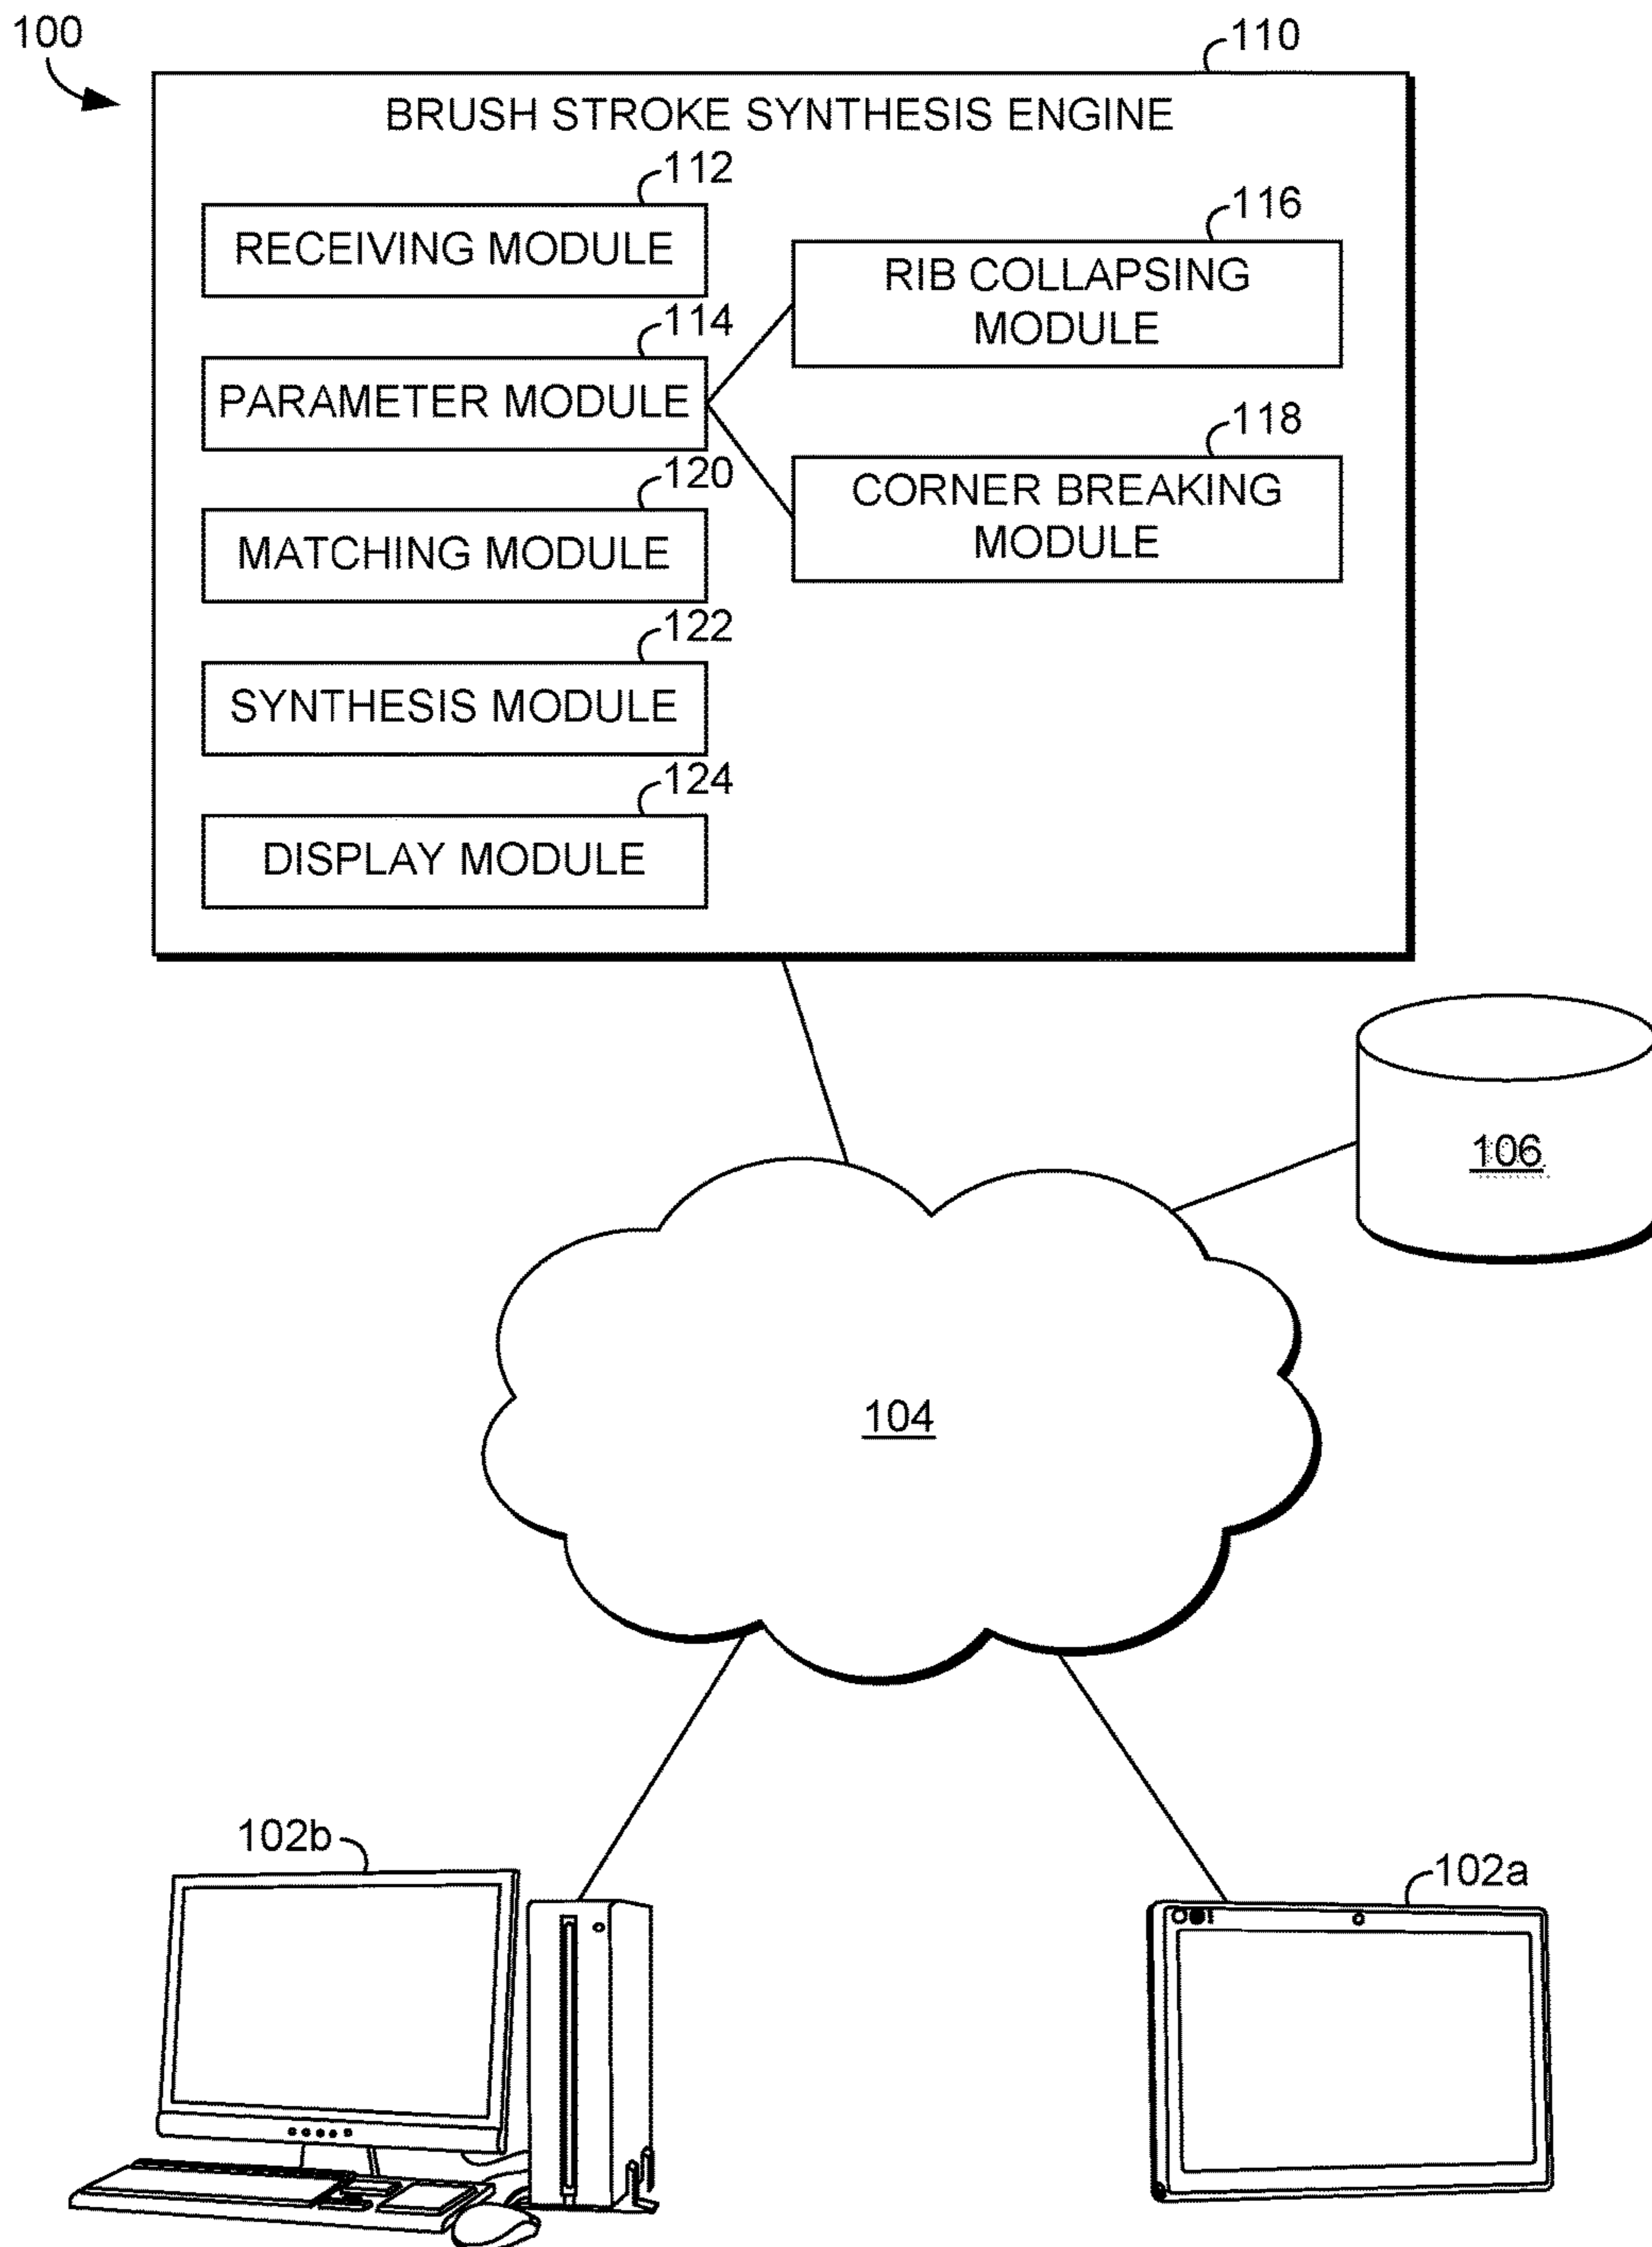 100
110
BRUSH STROKE SYNTHESIS ENGINE
112
RECEIVING MODULE
114
PARAMETER MODULE
116
RIB COLLAPSING
MODULE
118
CORNER BREAKING
MODULE
120
MATCHING MODULE
122
SYNTHESIS MODULE
124
DISPLAY MODULE
106
104
102b
102a